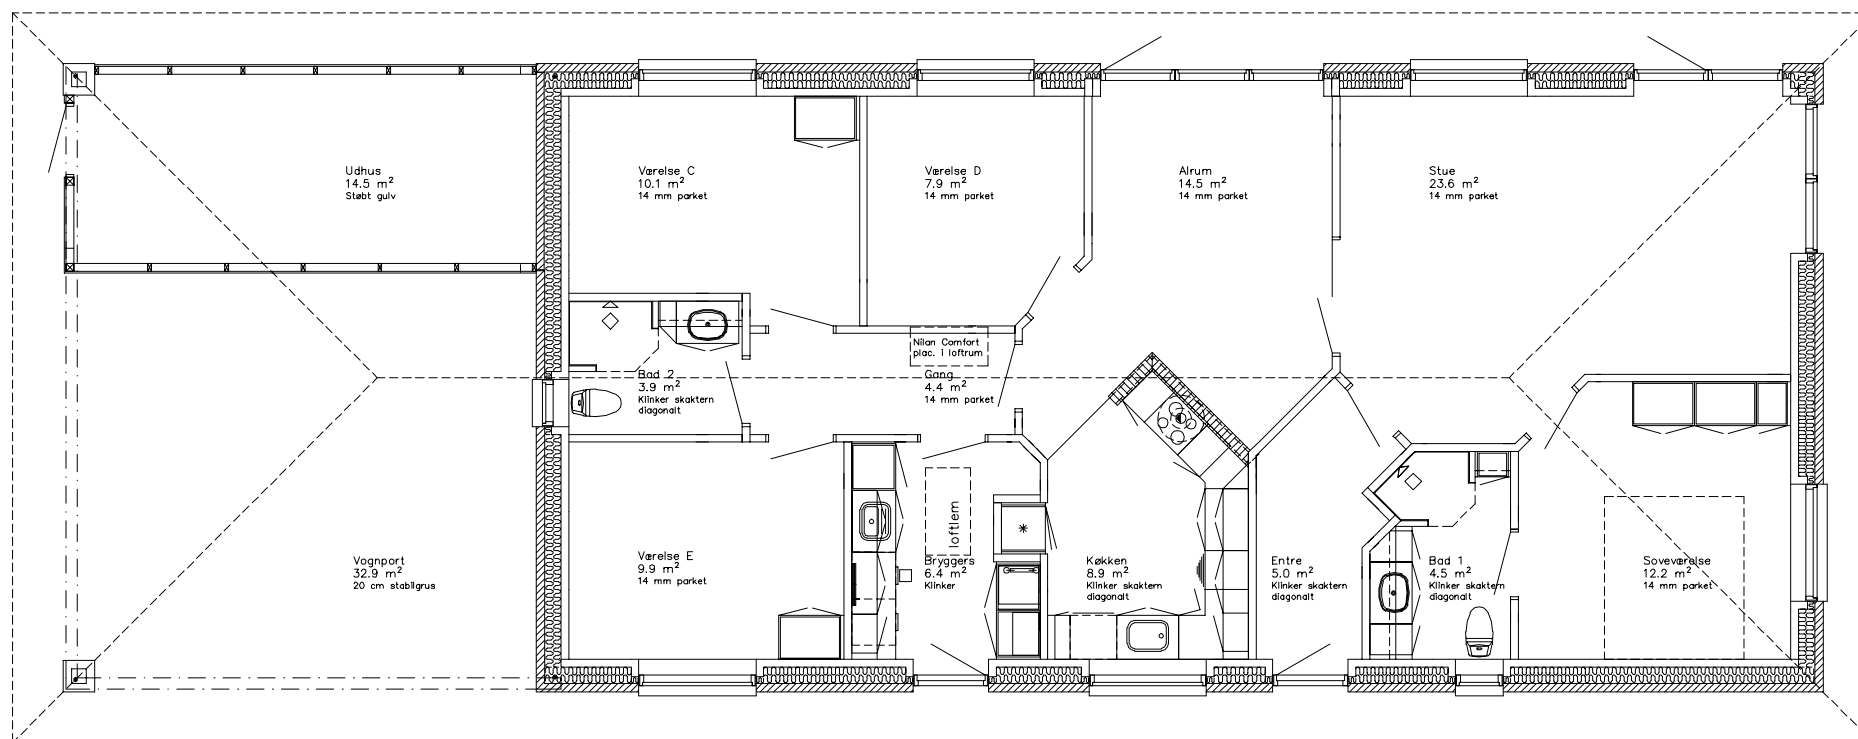 Udhus
14.5 m²
Støbt gulv
Værelse C
10.1 m²
14 mm parket
Værelse D
7.9 m²
14 mm parket
Alrum
14.5 m²
14 mm parket
Stue
23.6 m²
14 mm parket
Nilan Comfort
plac. i loftrum
Bad 2
3.9 m²
Klinker skaktern
diagonalt
Gang
4.4 m²
14 mm parket
Vognport
32.9 m²
20 cm stabilgrus
Værelse E
9.9 m²
14 mm parket
loftlem
Bryggers
6.4 m²
Klinker
Køkken
8.9 m²
Klinker skaktern
diagonalt
Entre
5.0 m²
Klinker skaktern
diagonalt
Bad 1
4.5 m²
Klinker skaktern
diagonalt
Soveværelse
12.2 m²
14 mm parket